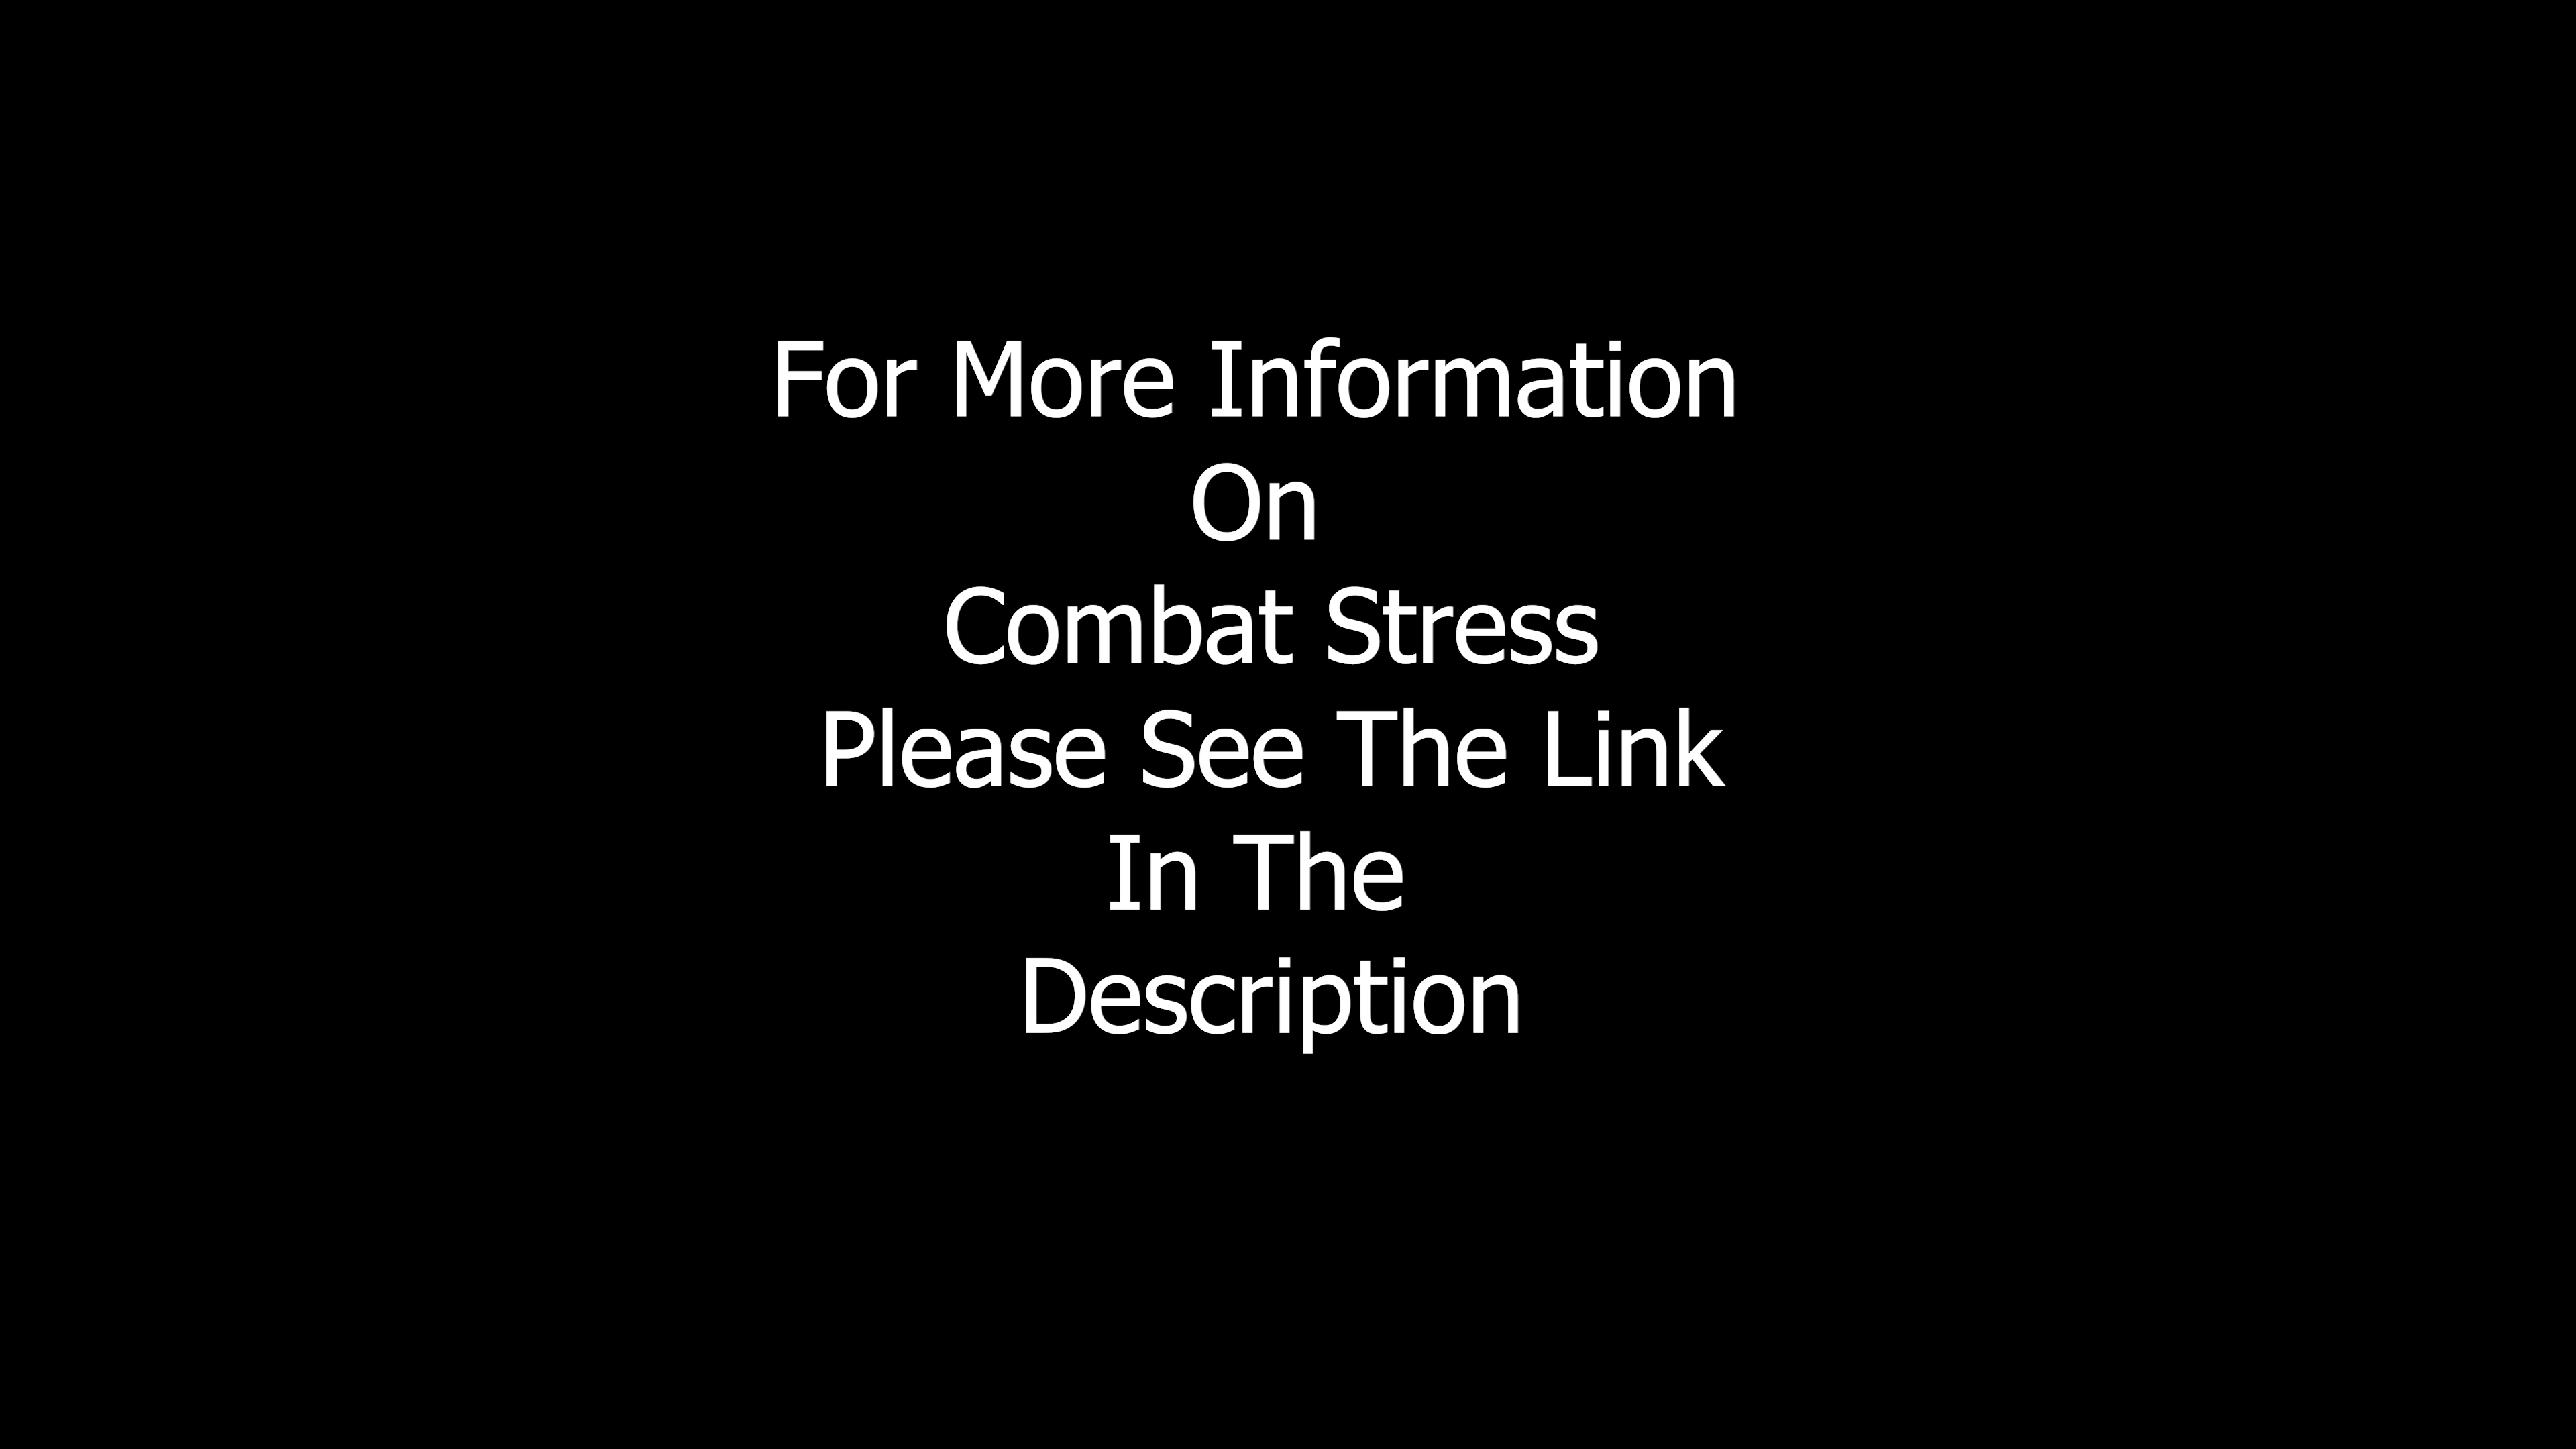 For More Information
On
Combat Stress
Please See The Link
In The
Description